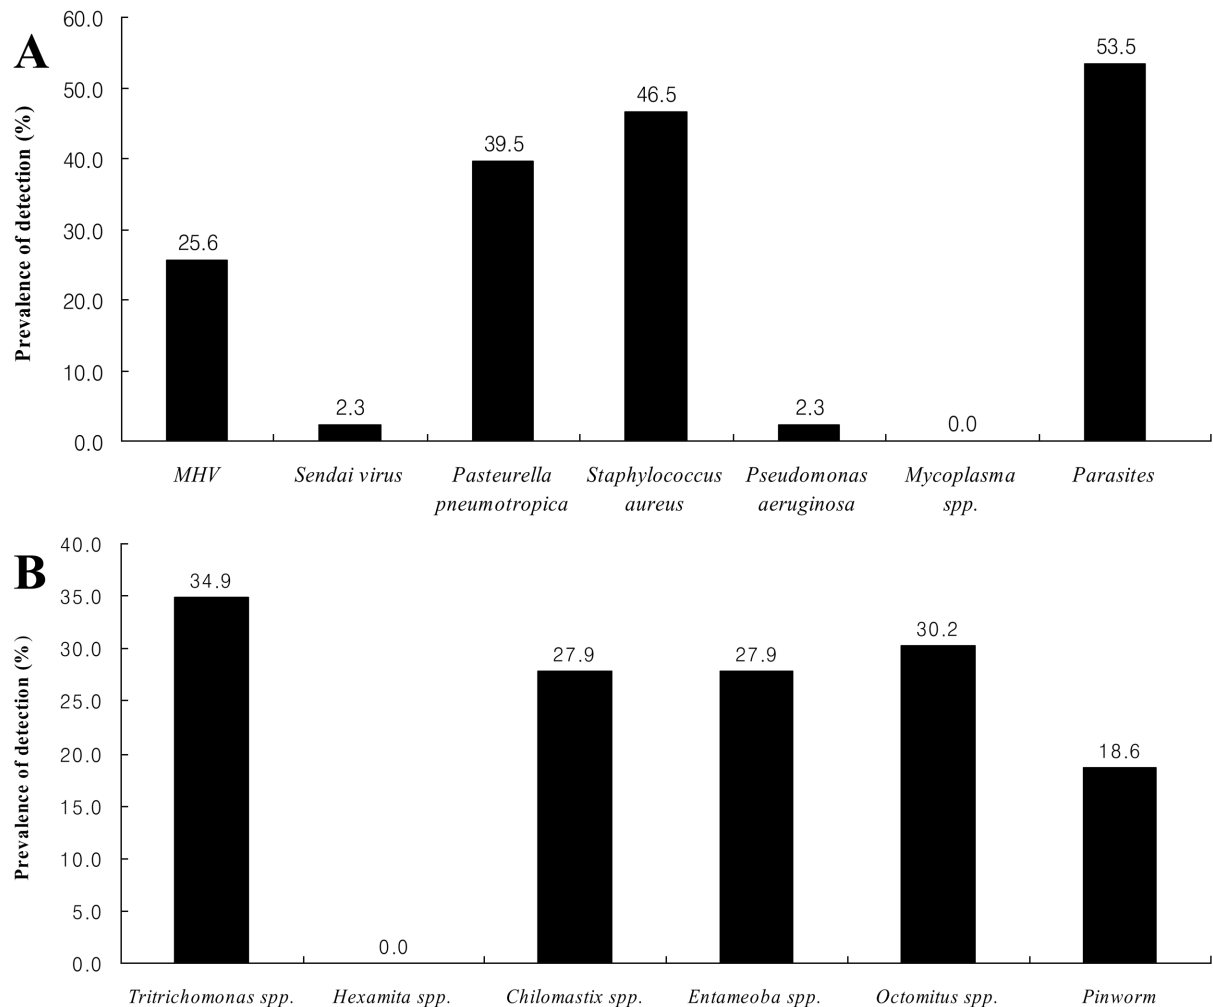 A
Prevalence of detection (%)
60.0
50.0
40.0
30.0
20.0
10.0
0.0
25.6
2.3
39.5
46.5
2.3
0.0
53.5
MHV
Sendai virus
Pasteurella
pneumotropica
Staphylococcus
aureus
Pseudomonas
aeruginosa
Mycoplasma
spp.
Parasites
B
Prevalence of detection (%)
40.0
35.0
30.0
25.0
20.0
15.0
10.0
5.0
0.0
34.9
0.0
27.9
27.9
30.2
18.6
Tritrichomonas spp.
Hexamita spp.
Chilomastix spp.
Entameoba spp.
Octomitus spp.
Pinworm